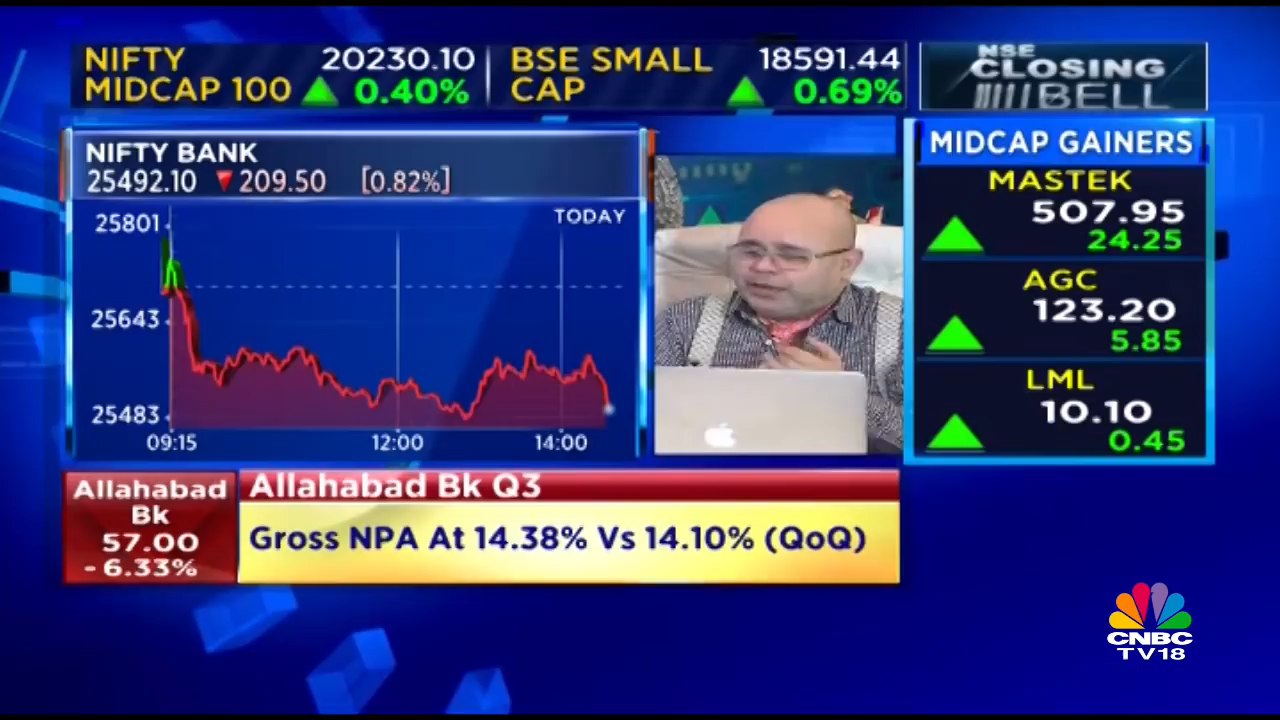 NIFTY
MIDCAP 100
20230.10
0.40%
BSE SMALL
CAP
18591.44
0.69%
NSE
CLOSING
BELL
NIFTY BANK
25492.10 209.50 [0.82%]
TODAY
25801
25643
25483
09:15 12:00 14:00
MIDCAP GAINERS
MASTEK
507.95
24.25
AGC
123.20
5.85
LML
10.10
0.45
Allahabad
Bk
57.00
- 6.33%
Allahabad Bk Q3
Gross NPA At 14.38% Vs 14.10% (QoQ)
CNBC
TV18